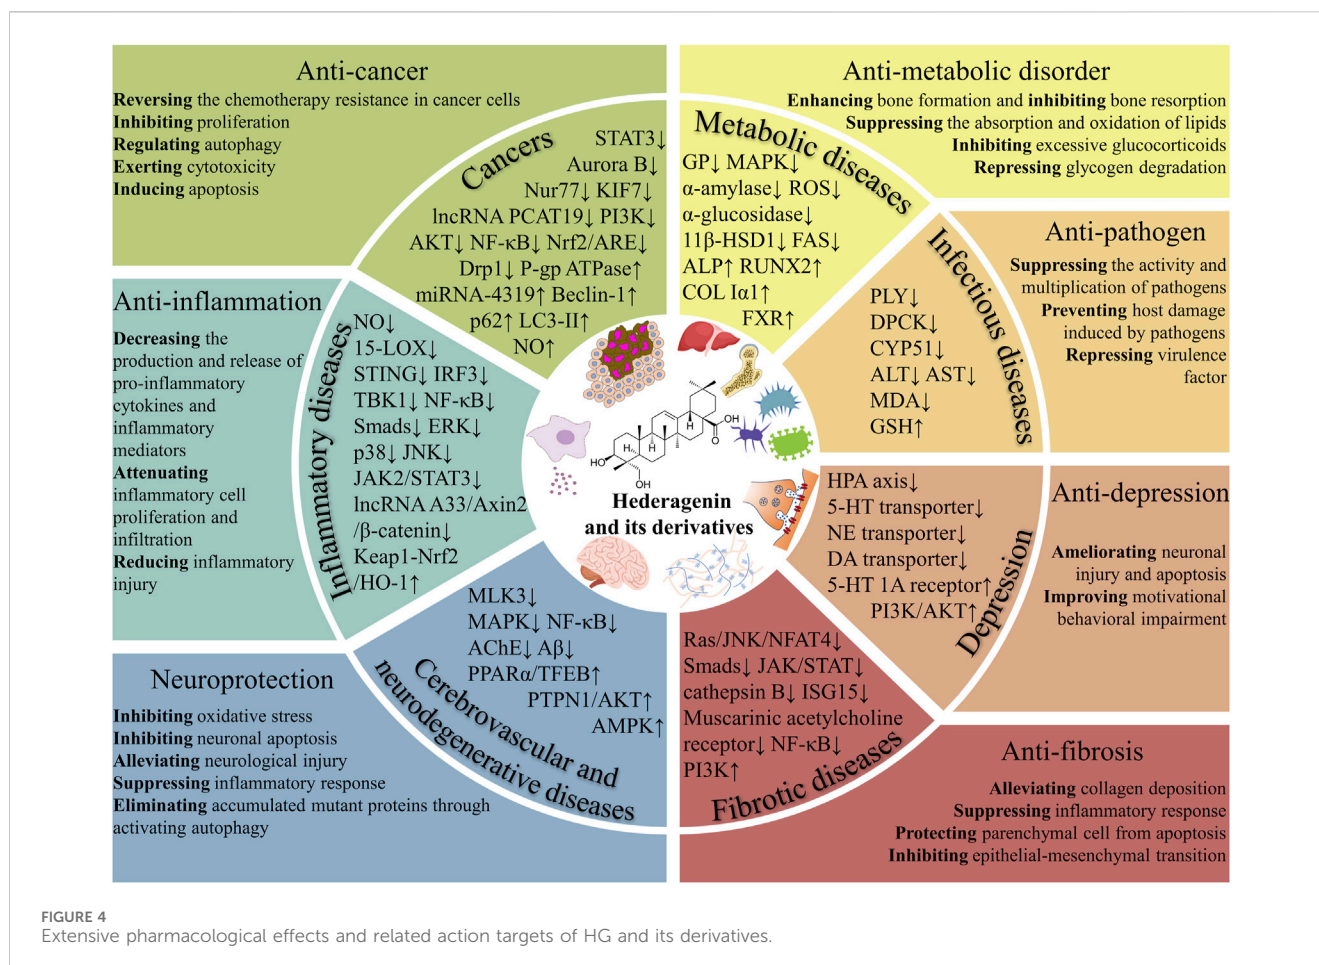 Anti-cancer
Reversing the chemotherapy resistance in cancer cells
Inhibiting proliferation
Regulating autophagy
Exerting cytotoxicity
Inducing apoptosis
Cancers
STAT3↓
Aurora B↓
Nur77↓ KIF7↓
lncRNA PCAT19↓ PI3K↓
AKT↓ NF-κB↓ Nrf2/ARE↓
Drp1↓ P-gp ATPase↑
miRNA-4319↑ Beclin-1↑
p62↑ LC3-II↑
NO↑
Anti-metabolic disorder
Enhancing bone formation and inhibiting bone resorption
Suppressing the absorption and oxidation of lipids
Inhibiting excessive glucocorticoids
Repressing glycogen degradation
Metabolic diseases
GP↓ MAPK↓
α-amylase↓ ROS↓
α-glucosidase↓
11β-HSD1↓ FAS↓
ALP↑ RUNX2↑
COL Iα1↑
FXR↑
Anti-pathogen
Suppressing the activity and
multiplication of pathogens
Preventing host damage
induced by pathogens
Repressing virulence
factor
Infectious diseases
PLY↓
DPCK↓
CYP51↓
ALT↓ AST↓
MDA↓
GSH↑
Anti-inflammation
Decreasing the
production and release of
pro-inflammatory
cytokines and
inflammatory
mediators
Attenuating
inflammatory cell
proliferation and
infiltration
Reducing inflammatory
injury
Inflammatory diseases
NO↓
15-LOX↓
STING↓ IRF3↓
TBK1↓ NF-κB↓
Smads↓ ERK↓
p38↓ JNK↓
JAK2/STAT3↓
lncRNA A33/Axin2
/β-catenin↓
Keap1-Nrf2
/HO-1↑
H
H
H
OH
O
HO
OH
Hederagenin
and its derivatives
HPA axis↓
5-HT transporter↓
NE transporter↓
DA transporter↓
5-HT 1A receptor↑
PI3K/AKT↑
Depression
Anti-depression
Ameliorating neuronal
injury and apoptosis
Improving motivational
behavioral impairment
Neuroprotection
Inhibiting oxidative stress
Inhibiting neuronal apoptosis
Alleviating neurological injury
Suppressing inflammatory response
Eliminating accumulated mutant proteins through
activating autophagy
MLK3↓
MAPK↓ NF-κB↓
AChE↓ Aβ↓
PPARα/TFEB↑
PTPN1/AKT↑
AMPK↑
Cerebrovascular and
neurodegenerative diseases
Ras/JNK/NFAT4↓
Smads↓ JAK/STAT↓
cathepsin B↓ ISG15↓
Muscarinic acetylcholine
receptor↓ NF-κB↓
PI3K↑
Fibrotic diseases
Anti-fibrosis
Alleviating collagen deposition
Suppressing inflammatory response
Protecting parenchymal cell from apoptosis
Inhibiting epithelial-mesenchymal transition
FIGURE 4
Extensive pharmacological effects and related action targets of HG and its derivatives.